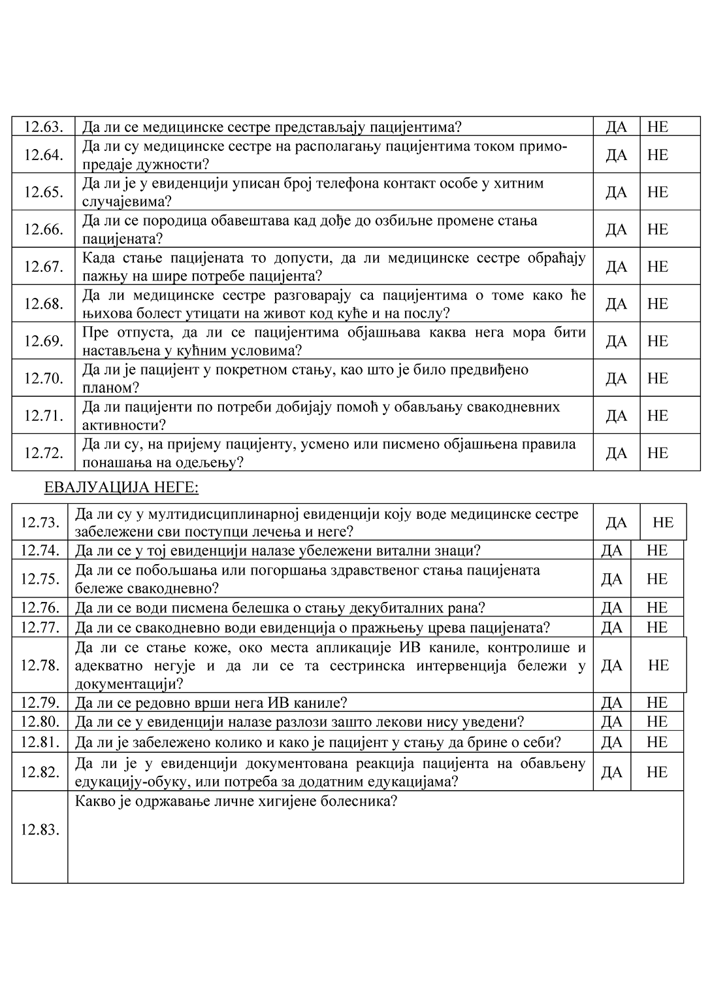 12.63. Да ли се медицинске сестре представљају пацијентима? ДА НЕ
12.64. Да ли су медицинске сестре на располагању пацијентима током примо-
предаје дужности? ДА НЕ
12.65. Да ли је у евиденцији уписан број телефона контакт особе у хитним
случајевима? ДА НЕ
12.66. Да ли се породица обавештава кад дође до озбиљне промене стања
пацијената? ДА НЕ
12.67. Када стање пацијената то допусти, да ли медицинске сестре обраћају
пажњу на шире потребе пацијента? ДА НЕ
12.68. Да ли медицинске сестре разговарају са пацијентима о томе како ће
њихова болест утицати на живот код куће и на послу? ДА НЕ
12.69. Пре отпуста, да ли се пацијентима објашњава каква нега мора бити
настављена у кућним условима? ДА НЕ
12.70. Да ли је пацијент у покретном стању, као што је било предвиђено
планом? ДА НЕ
12.71. Да ли пацијенти по потреби добијају помоћ у обављању свакодневних
активности? ДА НЕ
12.72. Да ли су, на пријему пацијенту, усмено или писмено објашњена правила
понашања на одељењу? ДА НЕ
ЕВАЛУАЦИЈА НЕГЕ:
12.73. Да ли су у мултидисциплинарној евиденцији коју воде медицинске сестре
забележени сви поступци лечења и неге? ДА НЕ
12.74. Да ли се у тој евиденцији налазе убележени витални знаци? ДА НЕ
12.75. Да ли се побољшања или погоршања здравственог стања пацијената
бележе свакодневно? ДА НЕ
12.76. Да ли се води писмена белешка о стању декубиталних рана? ДА НЕ
12.77. Да ли се свакодневно води евиденција о пражњењу црева пацијената? ДА НЕ
12.78. Да ли се стање коже, око места апликације ИВ каниле, контролише и
адекватно негује и да ли се та сестринска интервенција бележи у
документацији? ДА НЕ
12.79. Да ли се редовно врши нега ИВ каниле? ДА НЕ
12.80. Да ли се у евиденцији налазе разлози зашто лекови нису уведени? ДА НЕ
12.81. Да ли је забележено колико и како је пацијент у стању да брине о себи? ДА НЕ
12.82. Да ли је у евиденцији документована реакција пацијента на обављену
едукацију-обуку, или потреба за додатним едукацијама? ДА НЕ
12.83. Какво је одржавање личне хигијене болесника?